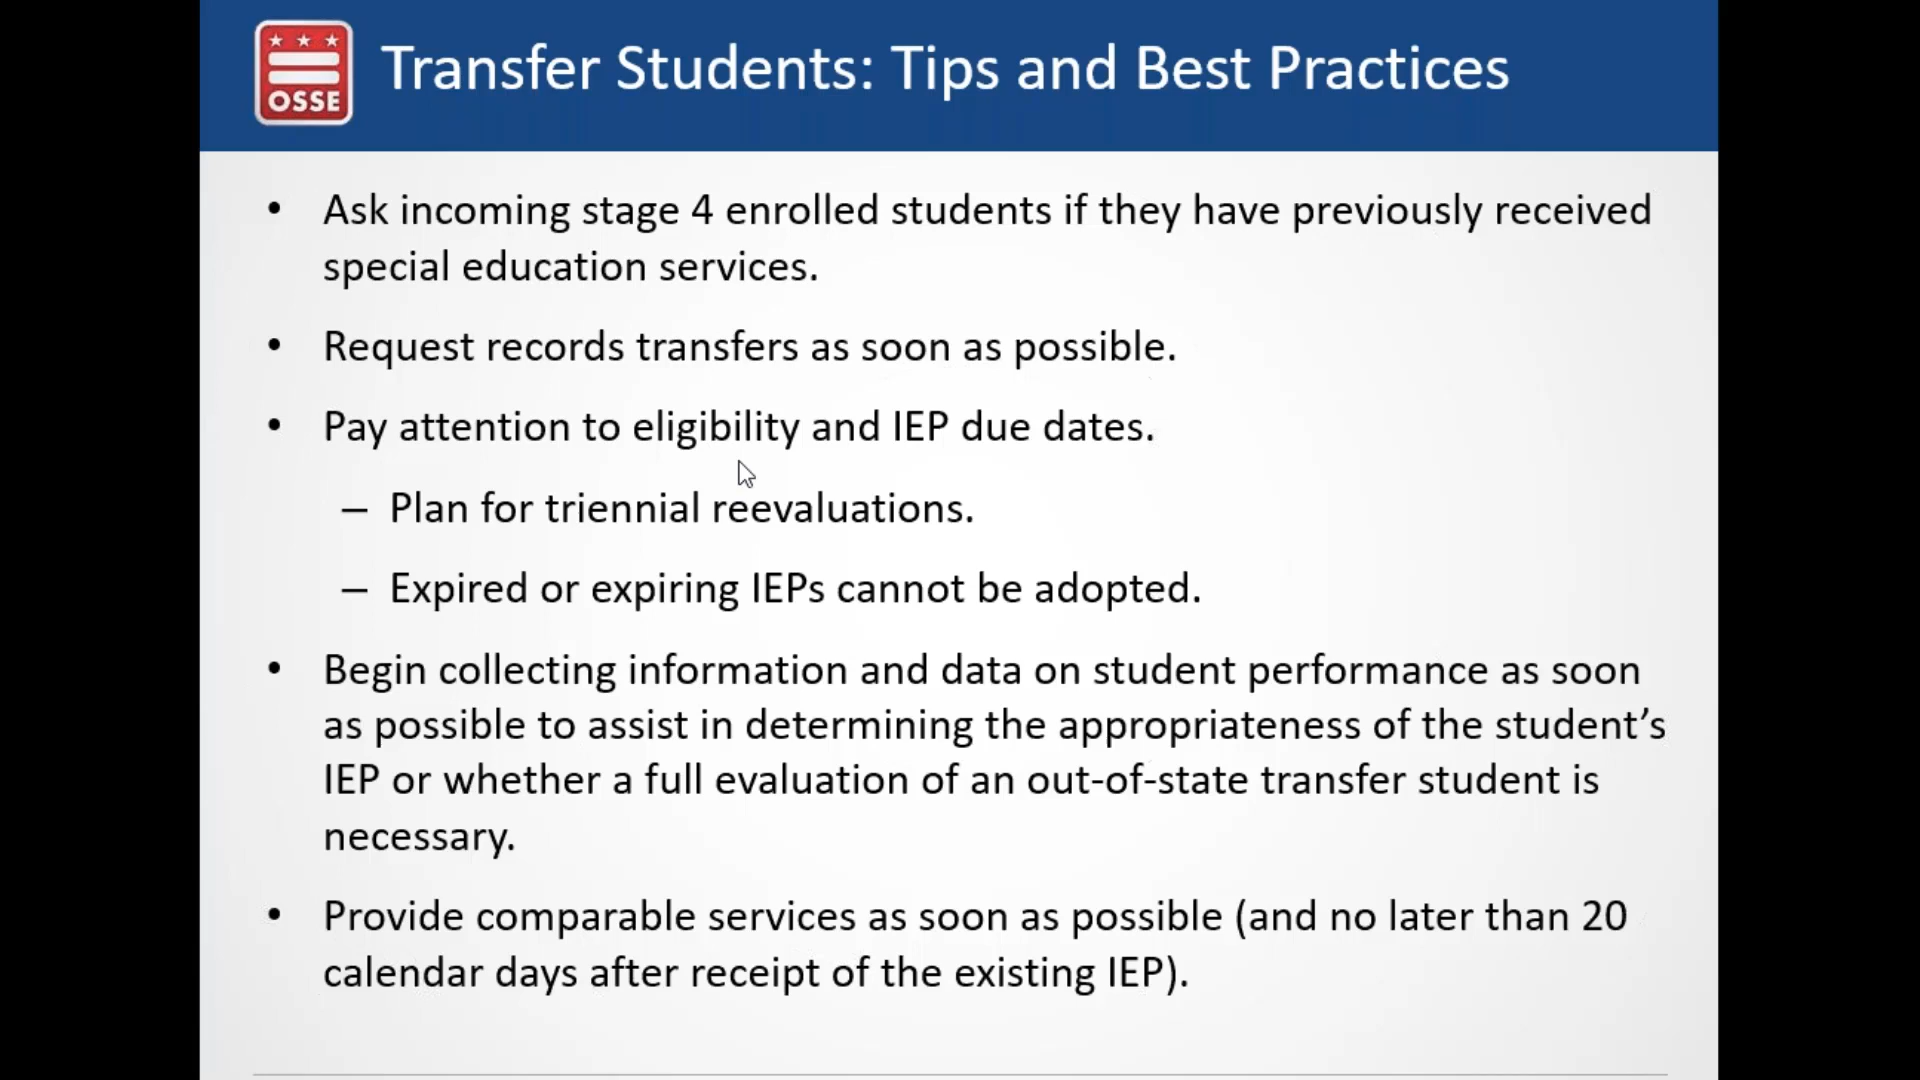 OSSE
Transfer Students: Tips and Best Practices
• Ask incoming stage 4 enrolled students if they have previously received
special education services.
• Request records transfers as soon as possible.
• Pay attention to eligibility and IEP due dates.
– Plan for triennial reevaluations.
– Expired or expiring IEPs cannot be adopted.
• Begin collecting information and data on student performance as soon
as possible to assist in determining the appropriateness of the student’s
IEP or whether a full evaluation of an out-of-state transfer student is
necessary.
• Provide comparable services as soon as possible (and no later than 20
calendar days after receipt of the existing IEP).